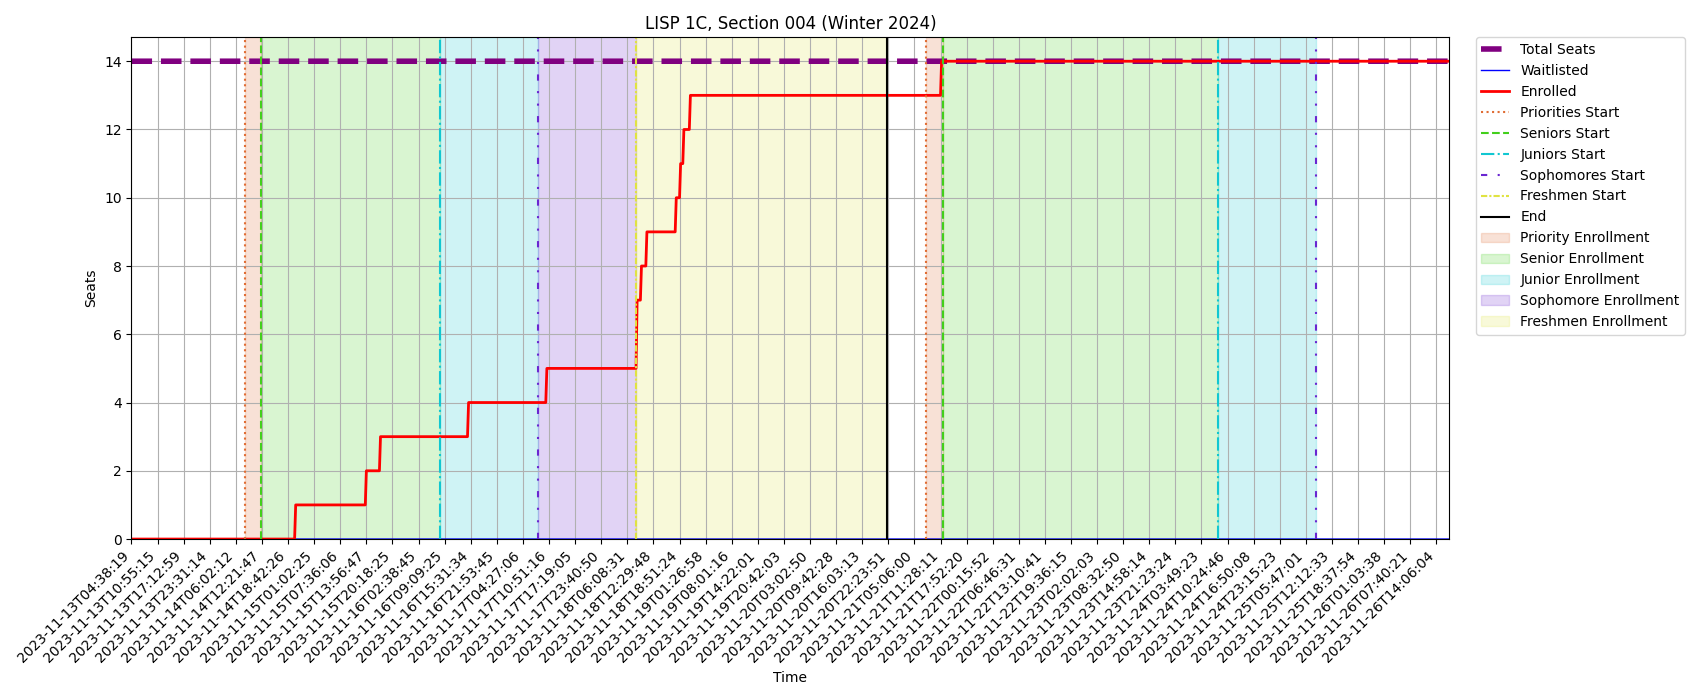 LISP 1C, Section 004 (Winter 2024)
14
12
10
8
6
4
2
0
Seats
2023-11-13T04:38:19
2023-11-13T10:55:15
2023-11-13T17:12:59
2023-11-13T23:31:14
2023-11-14T06:02:12
2023-11-14T12:21:47
2023-11-14T18:42:26
2023-11-15T01:02:25
2023-11-15T07:36:06
2023-11-15T13:56:47
2023-11-15T20:18:25
2023-11-16T02:38:45
2023-11-16T09:09:25
2023-11-16T15:31:34
2023-11-16T21:53:45
2023-11-17T04:27:06
2023-11-17T10:51:16
2023-11-17T17:19:05
2023-11-17T23:40:50
2023-11-18T06:08:31
2023-11-18T12:29:48
2023-11-18T18:51:24
2023-11-19T01:26:58
2023-11-19T08:01:16
2023-11-19T14:22:01
2023-11-19T20:42:03
2023-11-20T03:02:50
2023-11-20T09:42:28
2023-11-20T16:03:13
2023-11-20T22:23:51
2023-11-21T05:06:00
2023-11-21T11:28:11
2023-11-21T17:52:20
2023-11-22T00:15:52
2023-11-22T06:46:31
2023-11-22T13:10:41
2023-11-22T19:36:15
2023-11-23T02:02:03
2023-11-23T08:32:50
2023-11-23T14:58:14
2023-11-23T21:23:24
2023-11-24T03:49:23
2023-11-24T10:24:46
2023-11-24T16:50:08
2023-11-24T23:15:23
2023-11-25T05:47:01
2023-11-25T12:12:33
2023-11-25T18:37:54
2023-11-26T01:03:38
2023-11-26T07:40:21
2023-11-26T14:06:04
Time
Total Seats
Waitlisted
Enrolled
Priorities Start
Seniors Start
Juniors Start
Sophomores Start
Freshmen Start
End
Priority Enrollment
Senior Enrollment
Junior Enrollment
Sophomore Enrollment
Freshmen Enrollment